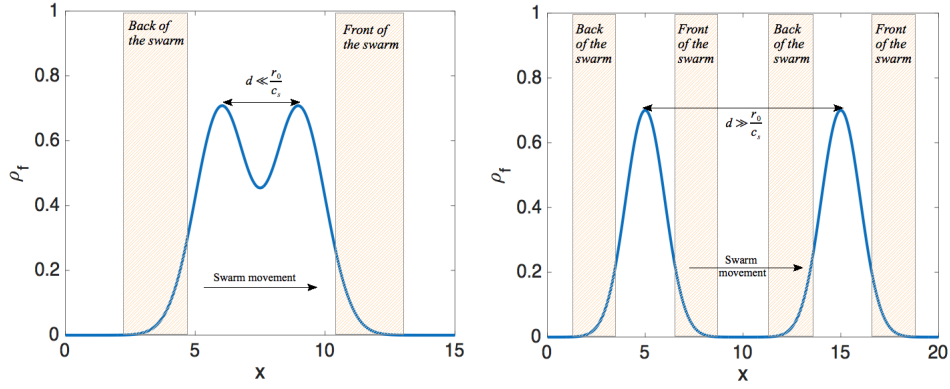 Back of
the swarm
Front of
the swarm
d ≪ r₀/cₛ
Swarm movement
ρf
1
0.8
0.6
0.4
0.2
0
0
5
10
15
x
Back
of the
swarm
Front of
the
swarm
Back
of the
swarm
Front of
the
swarm
d ≫ r₀/cₛ
Swarm
movement
ρf
1
0.8
0.6
0.4
0.2
0
0
5
10
15
20
x